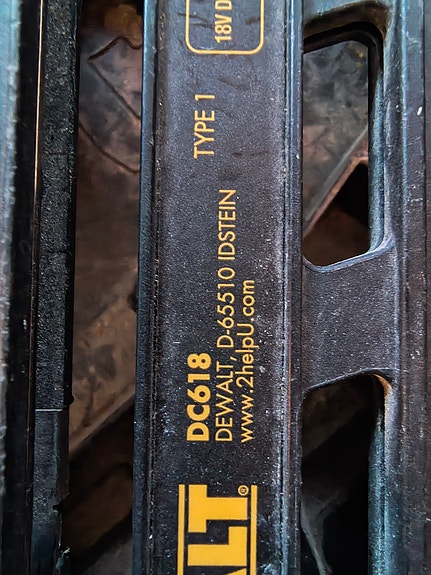 ALT®
DC618
DEWALT, D-65510 IDSTEIN
www.2helpU.com
TYPE 1
18V D